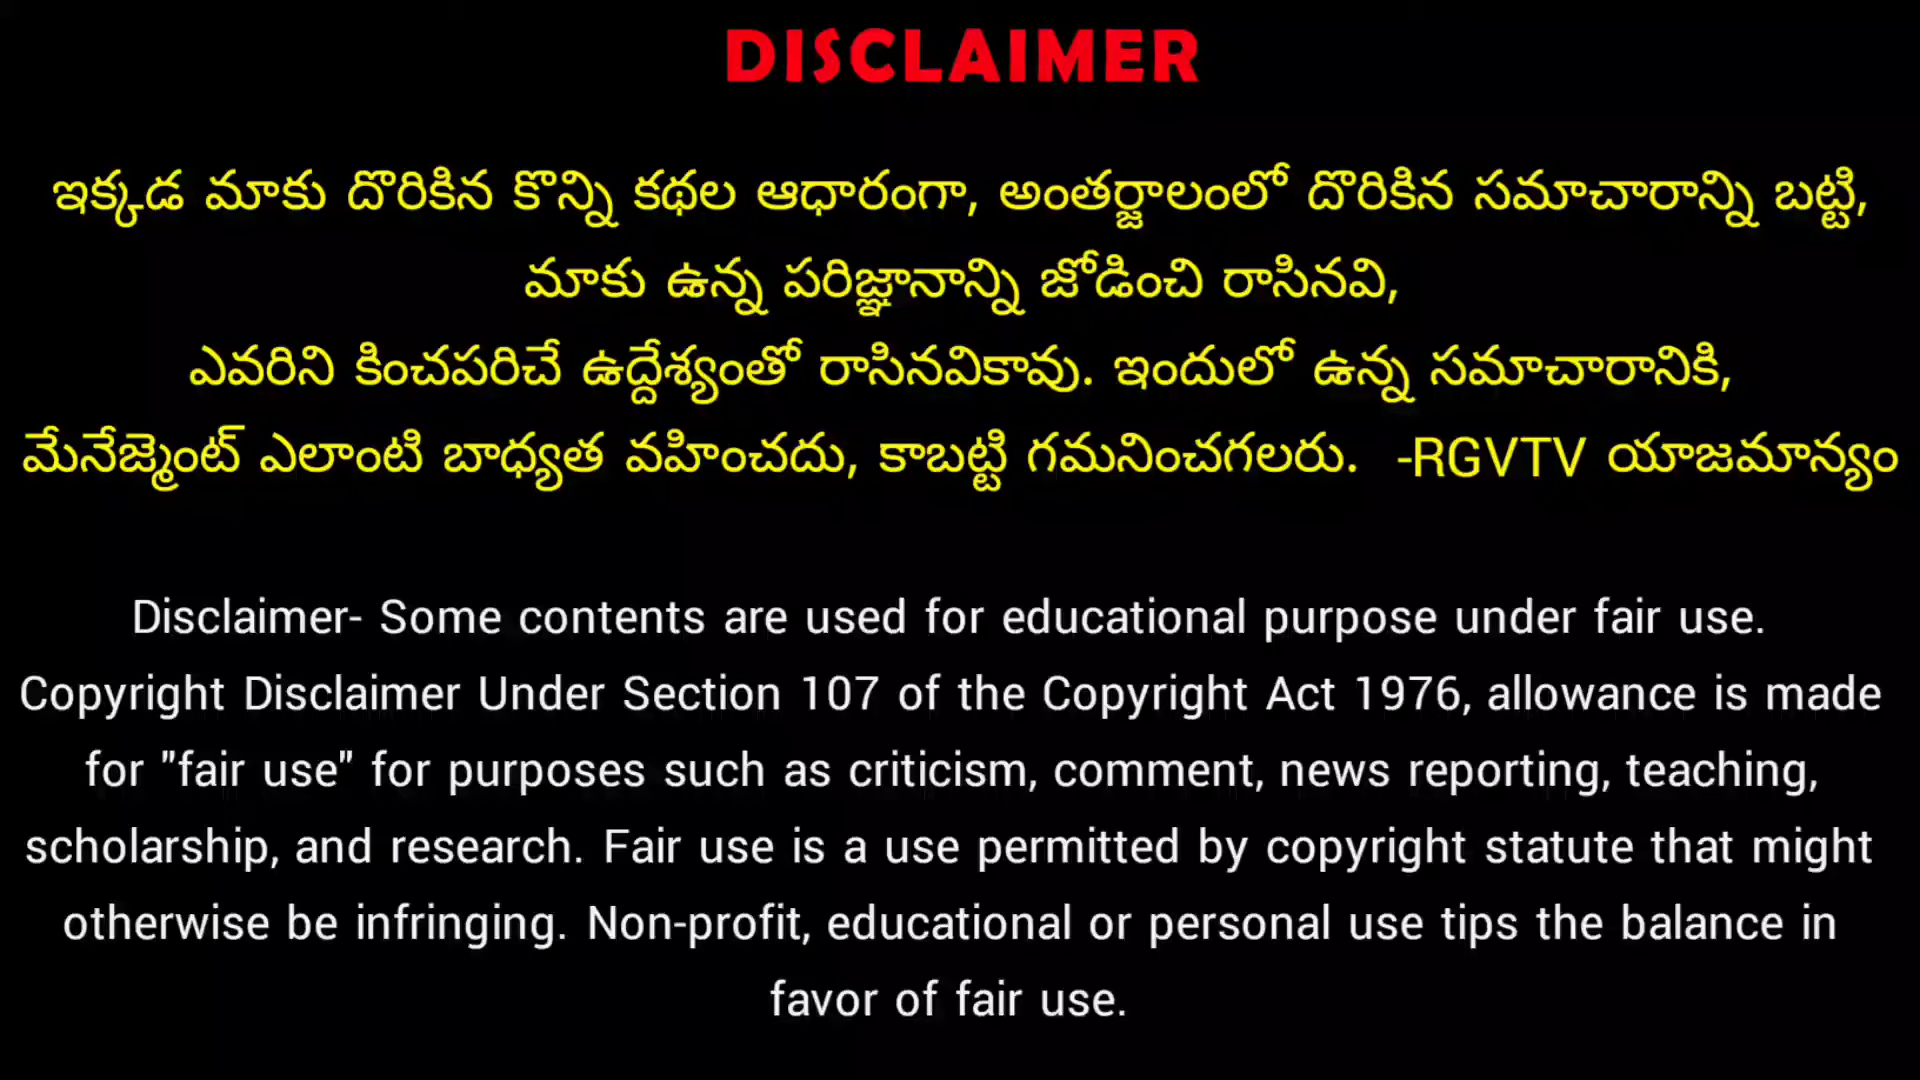 DISCLAIMER
ఇక్కడ మాకు దొరికిన కొన్ని కథల ఆధారంగా, అంతర్జాలంలో దొరికిన సమాచారాన్ని బట్టి,
మాకు ఉన్న పరిజ్ఞానాన్ని జోడించి రాసినవి,
ఎవరిని కించపరిచే ఉద్దేశ్యంతో రాసినవికావు. ఇందులో ఉన్న సమాచారానికి,
మేనేజ్మెంట్ ఎలాంటి బాధ్యత వహించదు, కాబట్టి గమనించగలరు. -RGVTV యాజమాన్యం
Disclaimer- Some contents are used for educational purpose under fair use.
Copyright Disclaimer Under Section 107 of the Copyright Act 1976, allowance is made
for "fair use" for purposes such as criticism, comment, news reporting, teaching,
scholarship, and research. Fair use is a use permitted by copyright statute that might
otherwise be infringing. Non-profit, educational or personal use tips the balance in
favor of fair use.